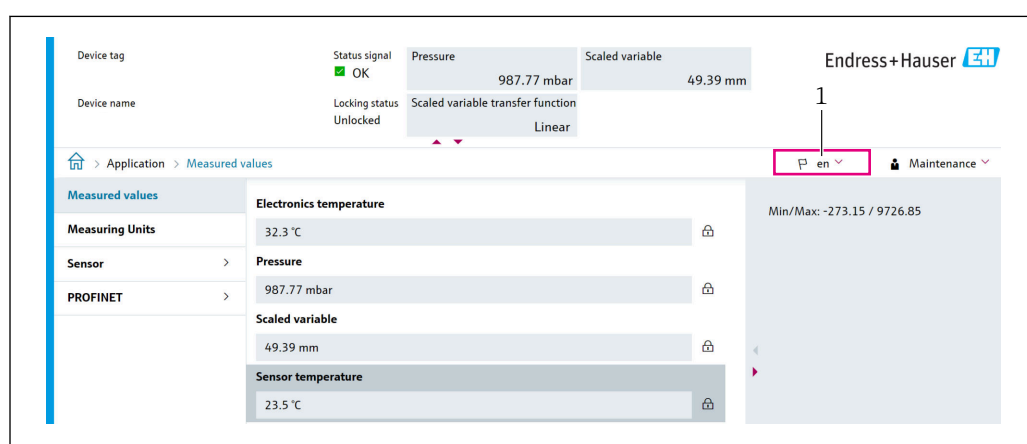 Device tag
Status signal
OK
Pressure
987.77 mbar
Scaled variable
49.39 mm
Endress+Hauser EH
Device name
Locking status
Unlocked
Scaled variable transfer function
Linear
1
> Application > Measured values
en
Maintenance
Measured values
Measuring Units
Sensor >
PROFINET >
Electronics temperature
32.3 °C
Pressure
987.77 mbar
Scaled variable
49.39 mm
Sensor temperature
23.5 °C
Min/Max: -273.15 / 9726.85